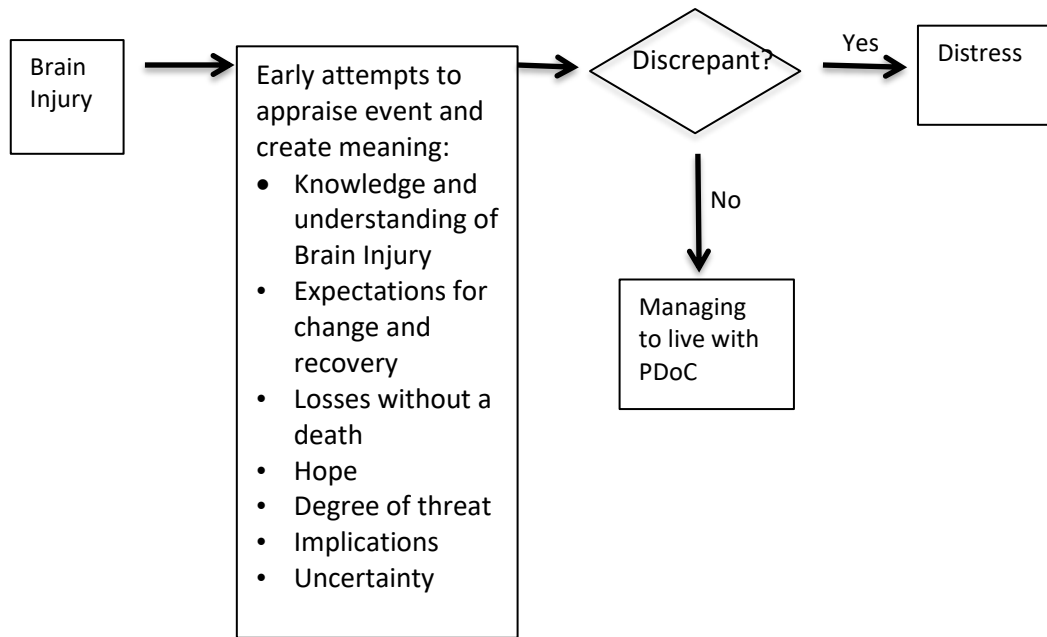 Brain
Injury
Early attempts to
appraise event and
create meaning:
• Knowledge and
understanding of
Brain Injury
• Expectations for
change and
recovery
• Losses without a
death
• Hope
• Degree of threat
• Implications
• Uncertainty
Discrepant?
Yes
Distress
No
Managing
to live with
PDoC